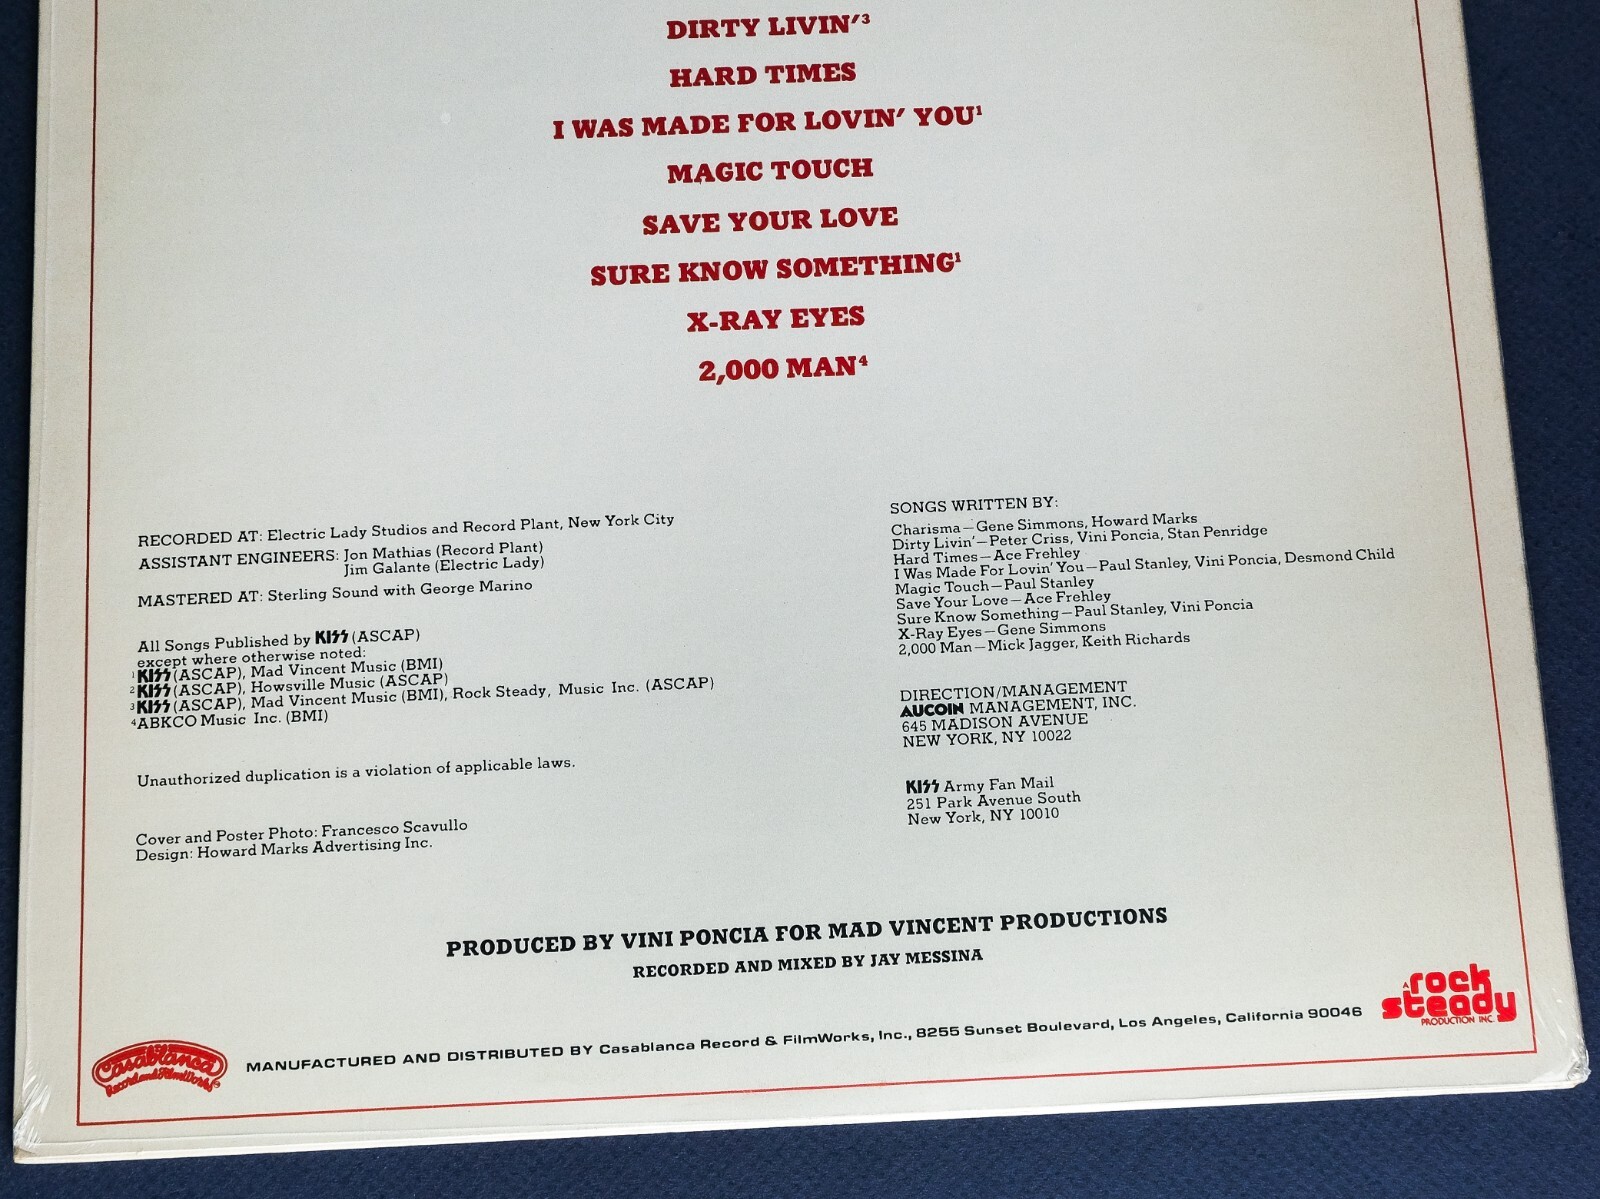 DIRTY LIVIN'³
HARD TIMES
I WAS MADE FOR LOVIN' YOU¹
MAGIC TOUCH
SAVE YOUR LOVE
SURE KNOW SOMETHING¹
X-RAY EYES
2,000 MAN⁴
RECORDED AT: Electric Lady Studios and Record Plant, New York City
ASSISTANT ENGINEERS: Jon Mathias (Record Plant)
Jim Galante (Electric Lady)
MASTERED AT: Sterling Sound with George Marino
All Songs Published by KISS (ASCAP)
except where otherwise noted:
¹KISS (ASCAP), Mad Vincent Music (BMI)
²KISS (ASCAP), Howsville Music (ASCAP)
³KISS (ASCAP), Mad Vincent Music (BMI), Rock Steady, Music Inc. (ASCAP)
⁴ABKCO Music Inc. (BMI)
Unauthorized duplication is a violation of applicable laws.
Cover and Poster Photo: Francesco Scavullo
Design: Howard Marks Advertising Inc.
SONGS WRITTEN BY:
Charisma—Gene Simmons, Howard Marks
Dirty Livin'—Peter Criss, Vini Poncia, Stan Penridge
Hard Times—Ace Frehley
I Was Made For Lovin' You—Paul Stanley, Vini Poncia, Desmond Child
Magic Touch—Paul Stanley
Save Your Love—Ace Frehley
Sure Know Something—Paul Stanley, Vini Poncia
X-Ray Eyes—Gene Simmons
2,000 Man—Mick Jagger, Keith Richards
DIRECTION/MANAGEMENT
AUCOIN MANAGEMENT, INC.
645 MADISON AVENUE
NEW YORK, NY 10022
KISS Army Fan Mail
251 Park Avenue South
New York, NY 10010
PRODUCED BY VINI PONCIA FOR MAD VINCENT PRODUCTIONS
RECORDED AND MIXED BY JAY MESSINA
Casablanca
Record and FilmWorks
MANUFACTURED AND DISTRIBUTED BY Casablanca Record & FilmWorks, Inc., 8255 Sunset Boulevard, Los Angeles, California 90046
A rock
steady
PRODUCTION INC.